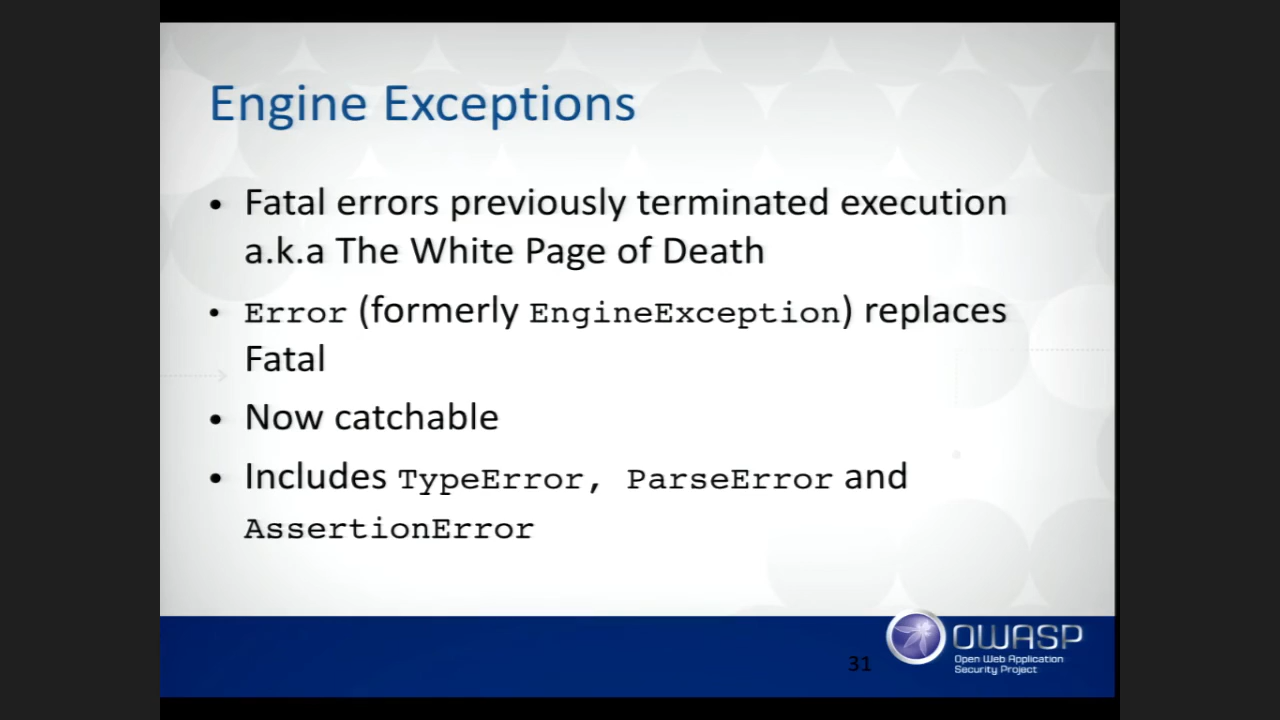 Engine Exceptions
• Fatal errors previously terminated execution
a.k.a The White Page of Death
• Error (formerly EngineException) replaces
Fatal
• Now catchable
• Includes TypeError, ParseError and
AssertionError
31
OWASP
Open Web Application
Security Project